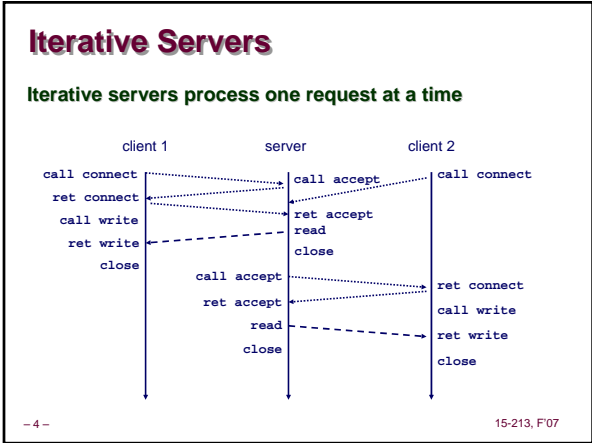 Iterative Servers
Iterative servers process one request at a time
client 1 server client 2
call connect call accept call connect
ret connect
ret accept
call write
read
ret write
close
close
call accept
ret connect
ret accept
call write
read
ret write
close
close
– 4 – 15-213, F'07